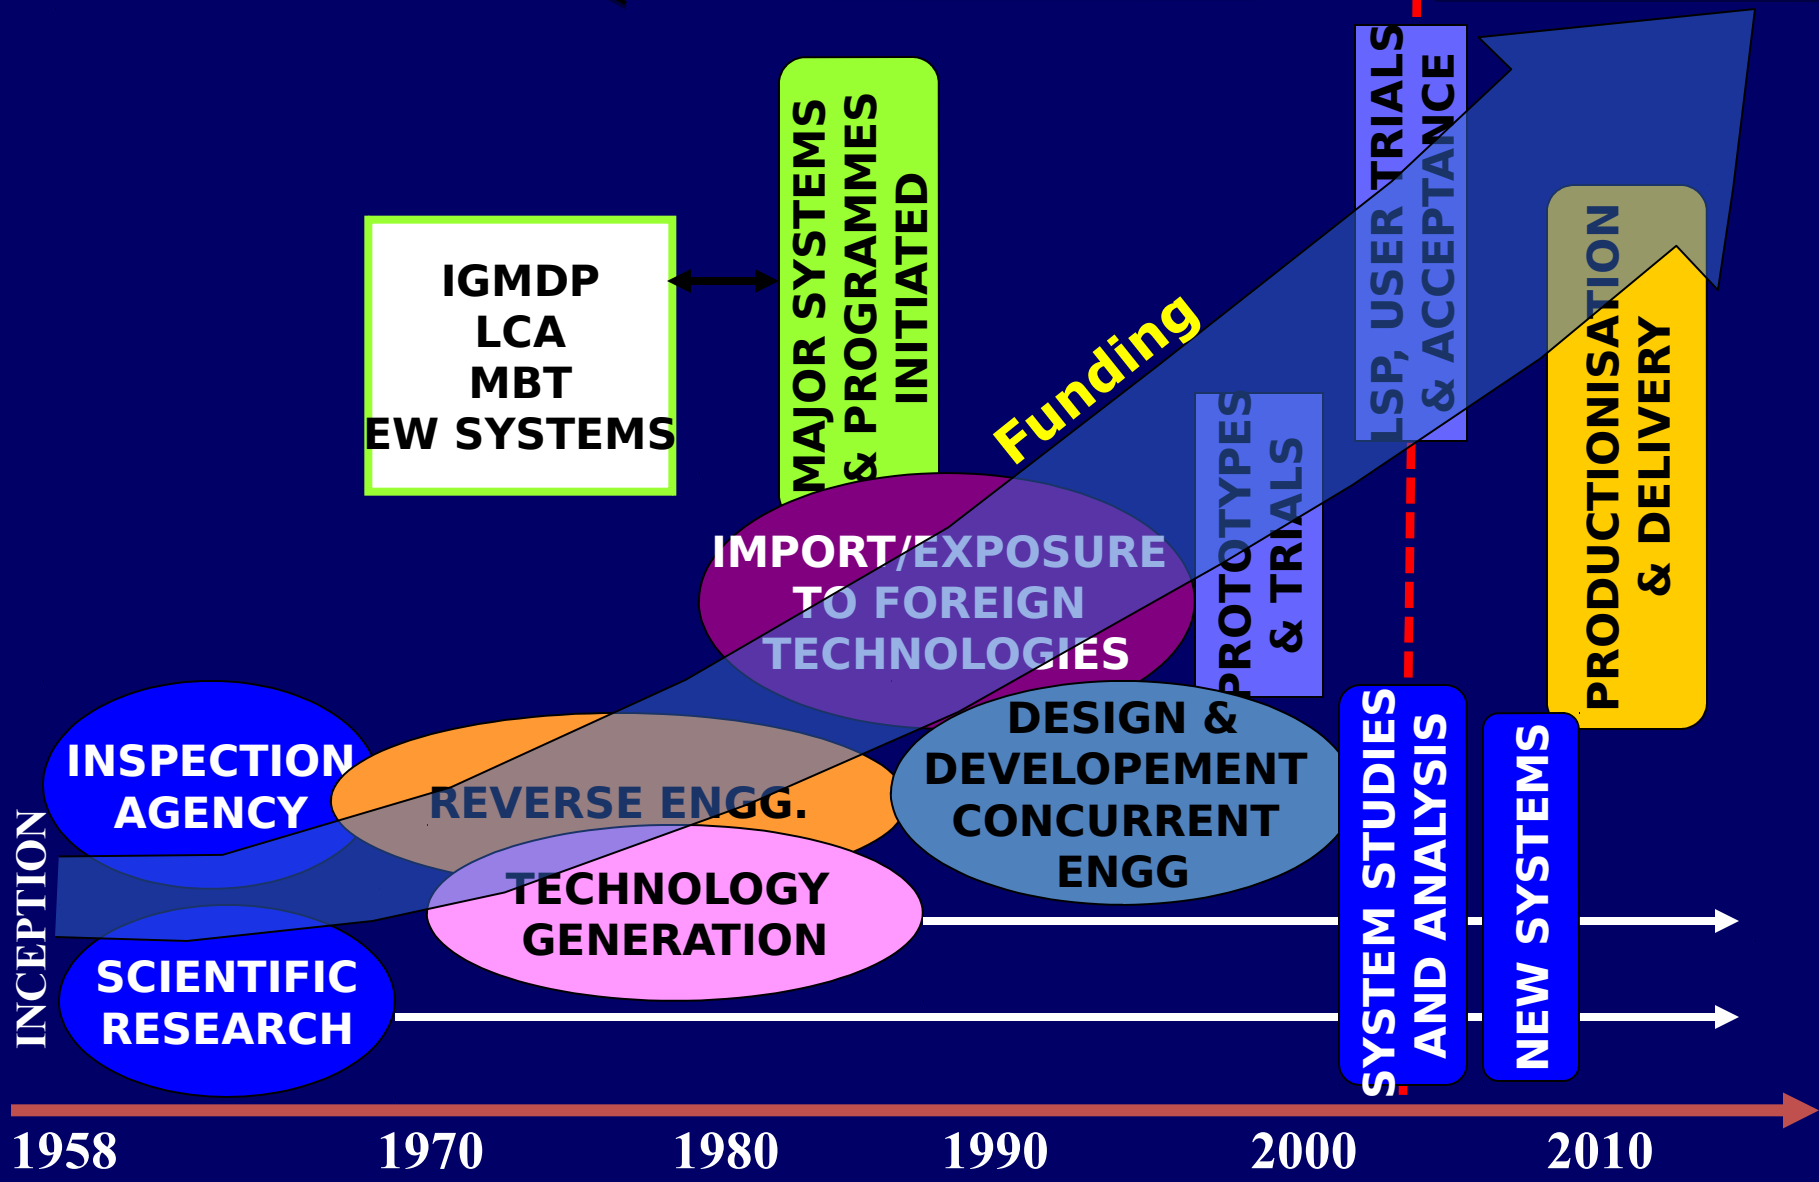 MAJOR SYSTEMS
& PROGRAMMES
INITIATED
IGMDP
LCA
MBT
EW SYSTEMS
LSP, USER TRIALS
& ACCEPTANCE
Funding
PROTOTYPES
& TRIALS
PRODUCTIONISATION
& DELIVERY
IMPORT/EXPOSURE
TO FOREIGN
TECHNOLOGIES
INSPECTION
AGENCY
REVERSE ENGG.
DESIGN &
DEVELOPEMENT
CONCURRENT
ENGG
TECHNOLOGY
GENERATION
SCIENTIFIC
RESEARCH
INCEPTION
SYSTEM STUDIES
AND ANALYSIS
NEW SYSTEMS
1958
1970
1980
1990
2000
2010